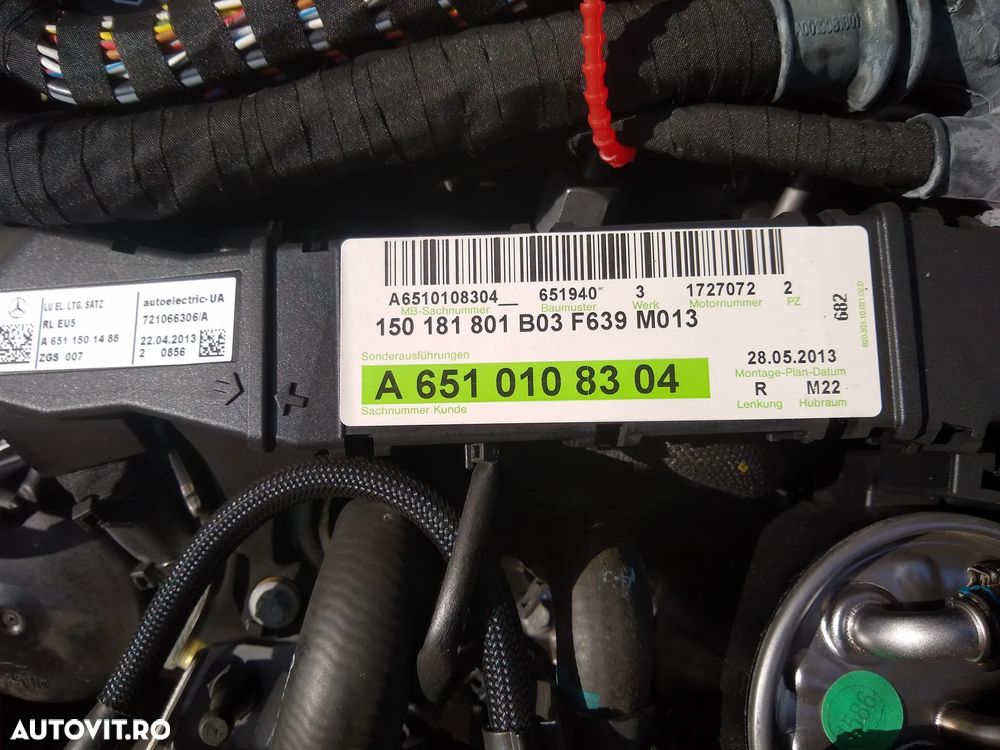 LU EL. LTG. SATZ
RL EU5
A 651 150 14 88
ZGS 007
autoelectric-UA
721066306/A
22.04.2013
2 0856
A6510108304__ 651940 3 1727072 2
MB-Sachnummer Baumuster Werk Motornummer PZ
150 181 801 B03 F639 M013
Sonderausführungen
A 651 010 83 04
Sachnummer Kunde
28.05.2013
Montage-Plan-Datum
R M22
Lenkung Hubraum
682
586
AUTOVIT.RO